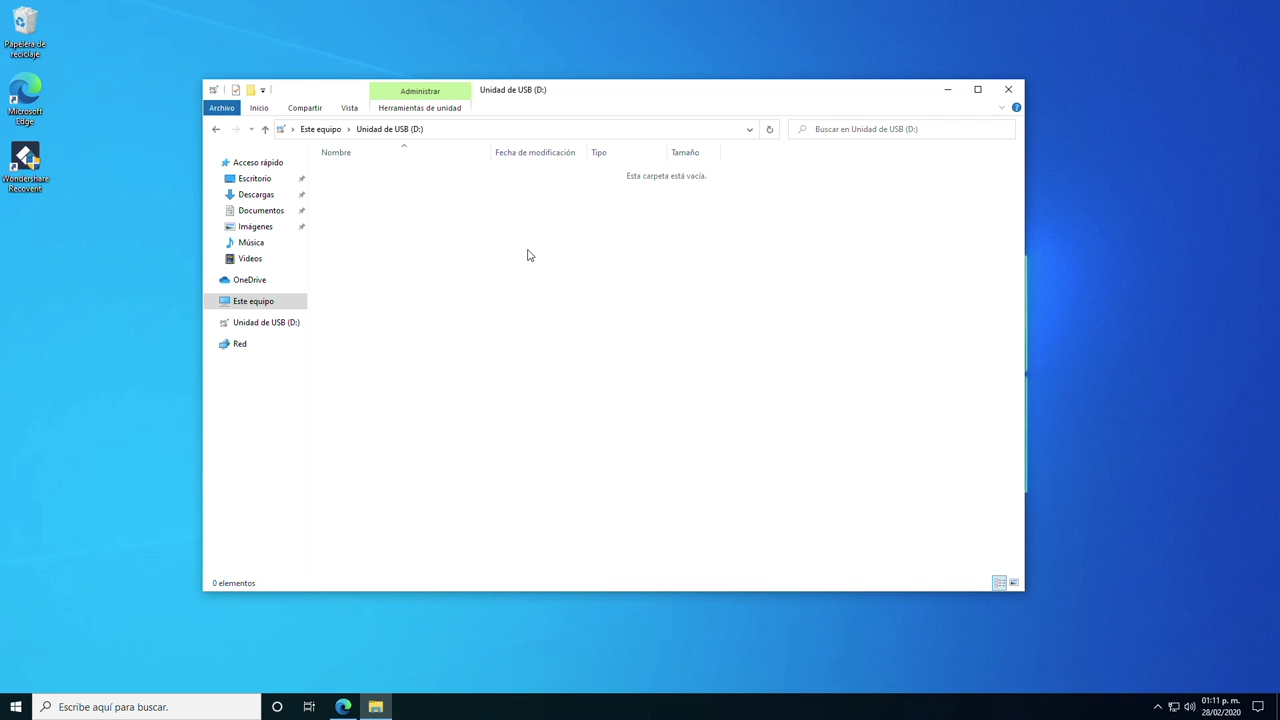 Papelera de
reciclaje
Microsoft
Edge
Wondershare
Recoverit
Administrar
Unidad de USB (D:)
Archivo
Inicio
Compartir
Vista
Herramientas de unidad
Este equipo > Unidad de USB (D:)
Buscar en Unidad de USB (D:)
Nombre
Fecha de modificación
Tipo
Tamaño
Esta carpeta está vacía.
Acceso rápido
Escritorio
Descargas
Documentos
Imágenes
Música
Videos
OneDrive
Este equipo
Unidad de USB (D:)
Red
0 elementos
Escribe aquí para buscar.
01:11 p. m.
28/02/2020